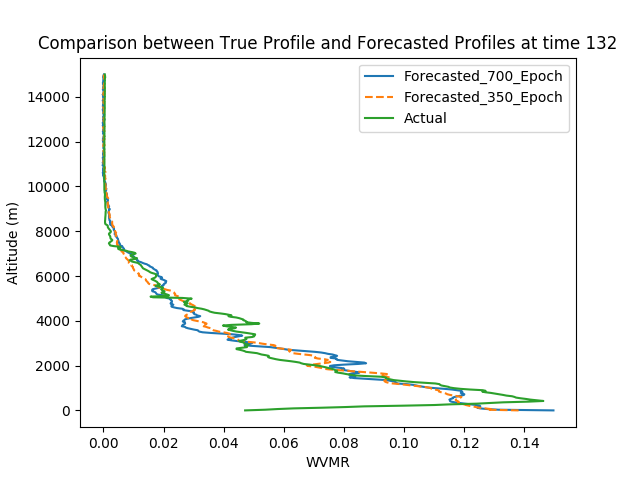 Comparison between True Profile and Forecasted Profiles at time 132
Forecasted_700_Epoch
Forecasted_350_Epoch
Actual
14000
12000
10000
8000
6000
4000
2000
0
Altitude (m)
0.00 0.02 0.04 0.06 0.08 0.10 0.12 0.14
WVMR